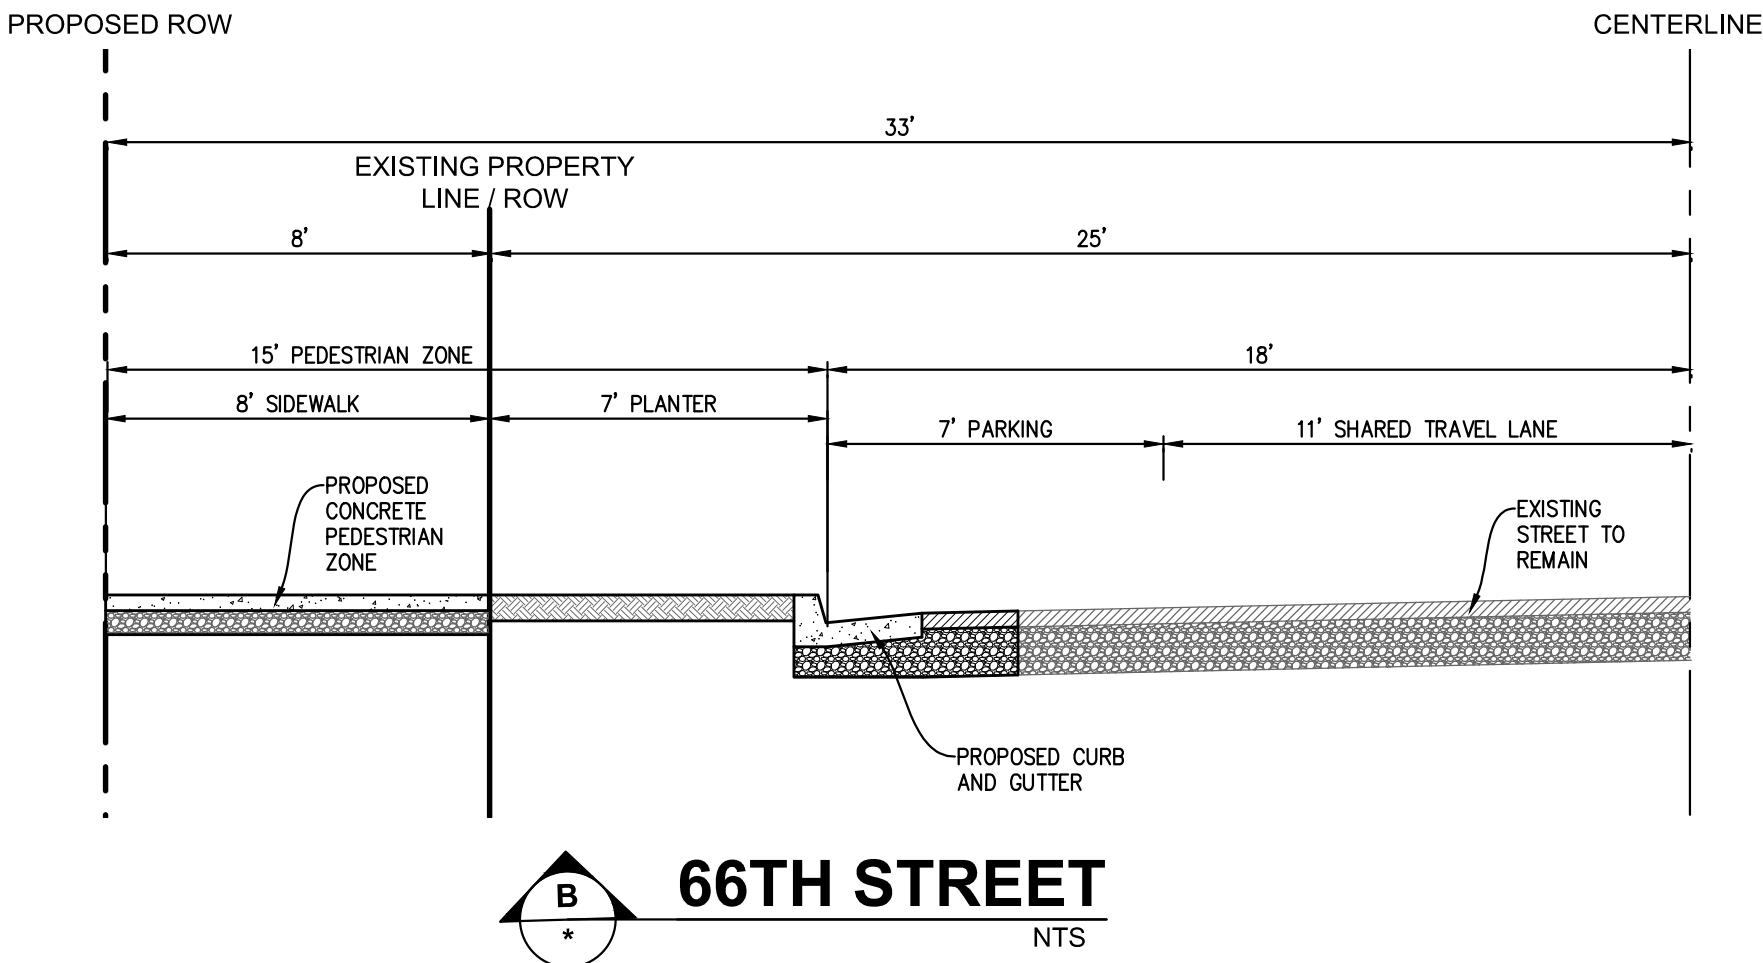 PROPOSED ROW
CENTERLINE
33'
EXISTING PROPERTY
LINE / ROW
8'
25'
15' PEDESTRIAN ZONE
18'
8' SIDEWALK
7' PLANTER
7' PARKING
11' SHARED TRAVEL LANE
PROPOSED
CONCRETE
PEDESTRIAN
ZONE
EXISTING
STREET TO
REMAIN
PROPOSED CURB
AND GUTTER
B
*
66TH STREET
NTS